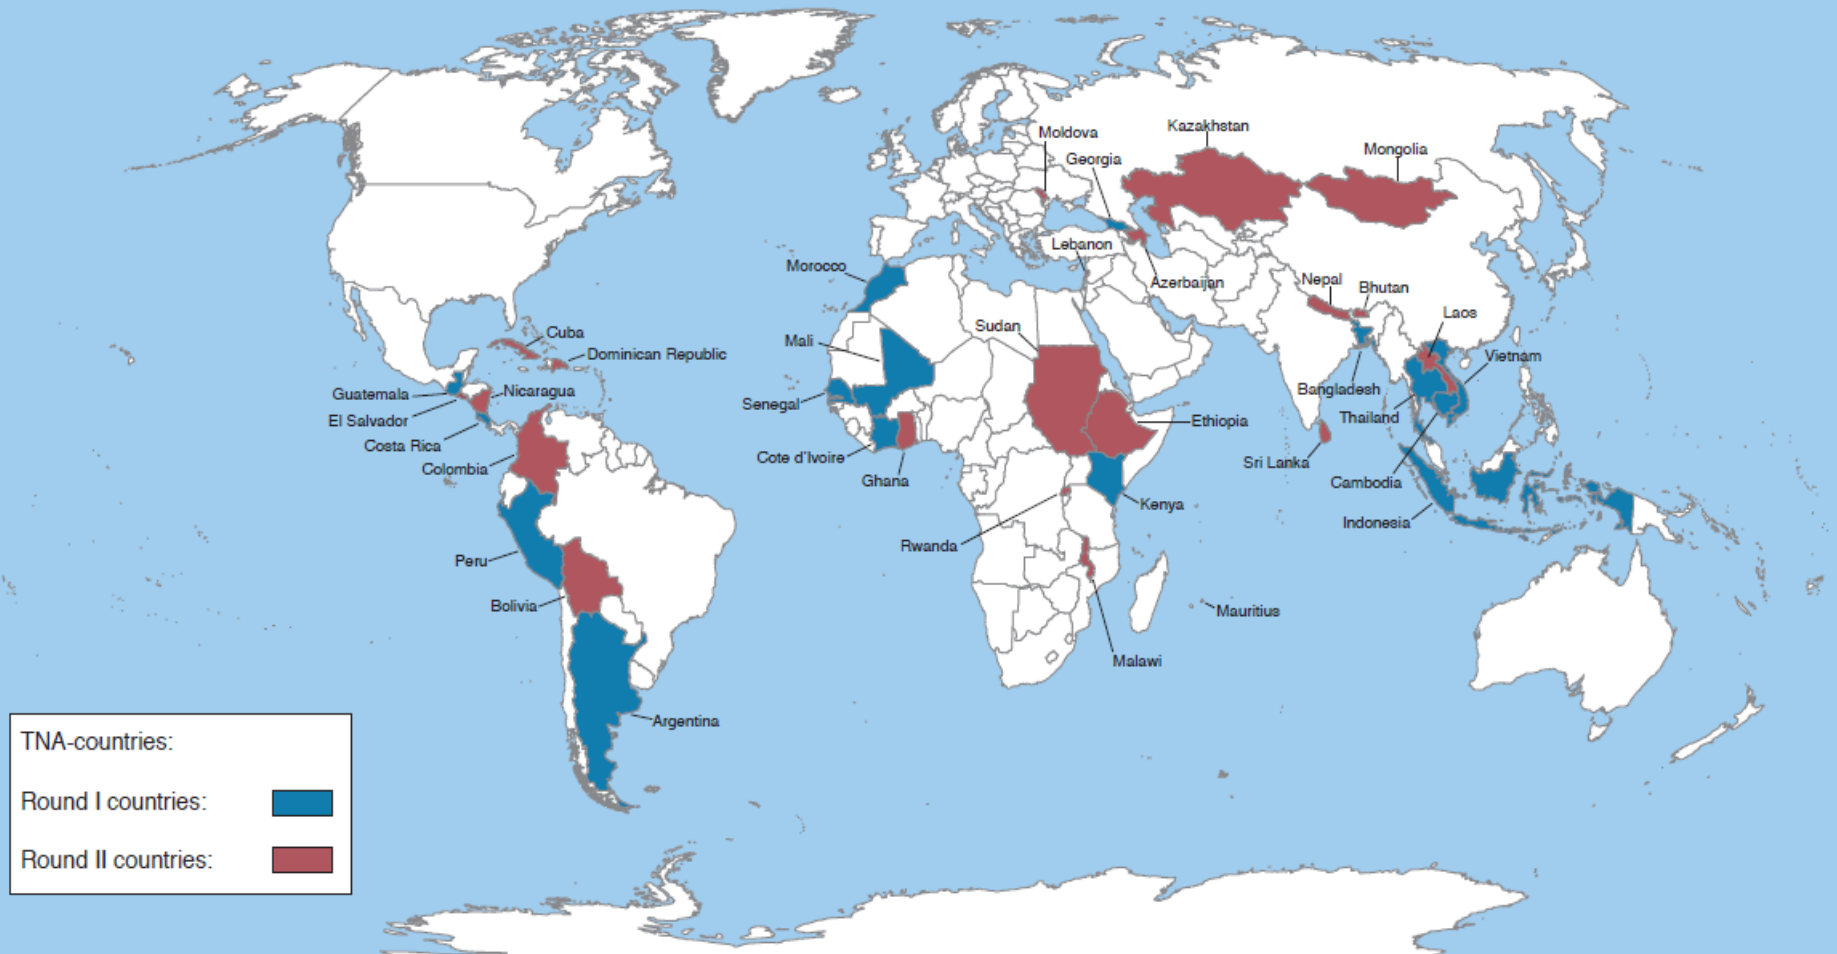 Kazakhstan
Moldova
Mongolia
Georgia
Lebanon
Morocco
Azerbaijan
Nepal
Bhutan
Laos
Sudan
Cuba
Mali
Dominican Republic
Vietnam
Guatemala
Nicaragua
Bangladesh
Senegal
Thailand
El Salvador
Ethiopia
Costa Rica
Cote d'Ivoire
Sri Lanka
Colombia
Ghana
Cambodia
Kenya
Indonesia
Rwanda
Peru
Bolivia
Mauritius
Malawi
Argentina
TNA-countries:
Round I countries:
Round II countries: